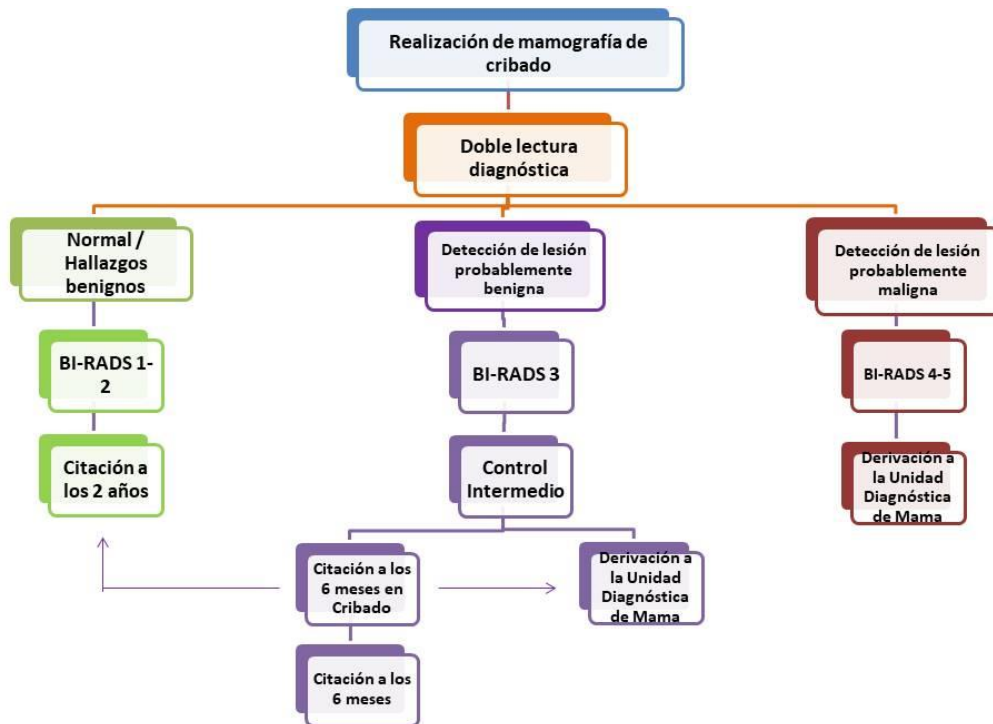 Realización de mamografía de
cribado
Doble lectura
diagnóstica
Normal /
Hallazgos
benignos
Detección de lesión
probablemente
benigna
Detección de lesión
probablemente
maligna
BI-RADS 1-
2
BI-RADS 3
BI-RADS 4-5
Citación a
los 2 años
Control
Intermedio
Derivación a
la Unidad
Diagnóstica
de Mama
Citación a los
6 meses en
Cribado
Derivación a
la Unidad
Diagnóstica
de Mama
Citación a los
6 meses